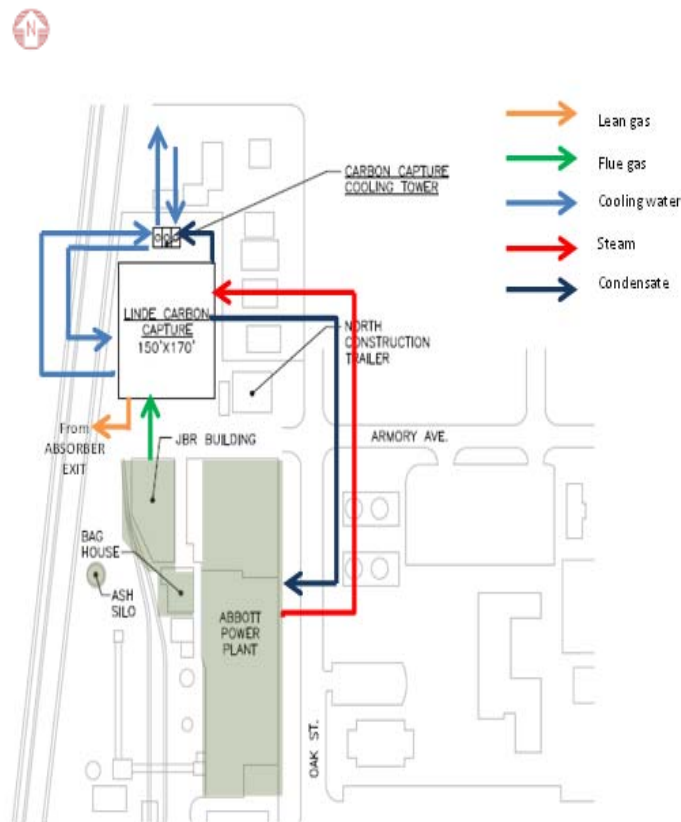 N
Lean gas
Flue gas
Cooling water
Steam
Condensate
CARBON CAPTURE
COOLING TOWER
LINDE CARBON
CAPTURE
150'X170'
NORTH
CONSTRUCTION
TRAILER
From
ABSORBER
EXIT
JBR BUILDING
ARMORY AVE.
BAG
HOUSE
ASH
SILO
ABBOTT
POWER
PLANT
OAK ST.